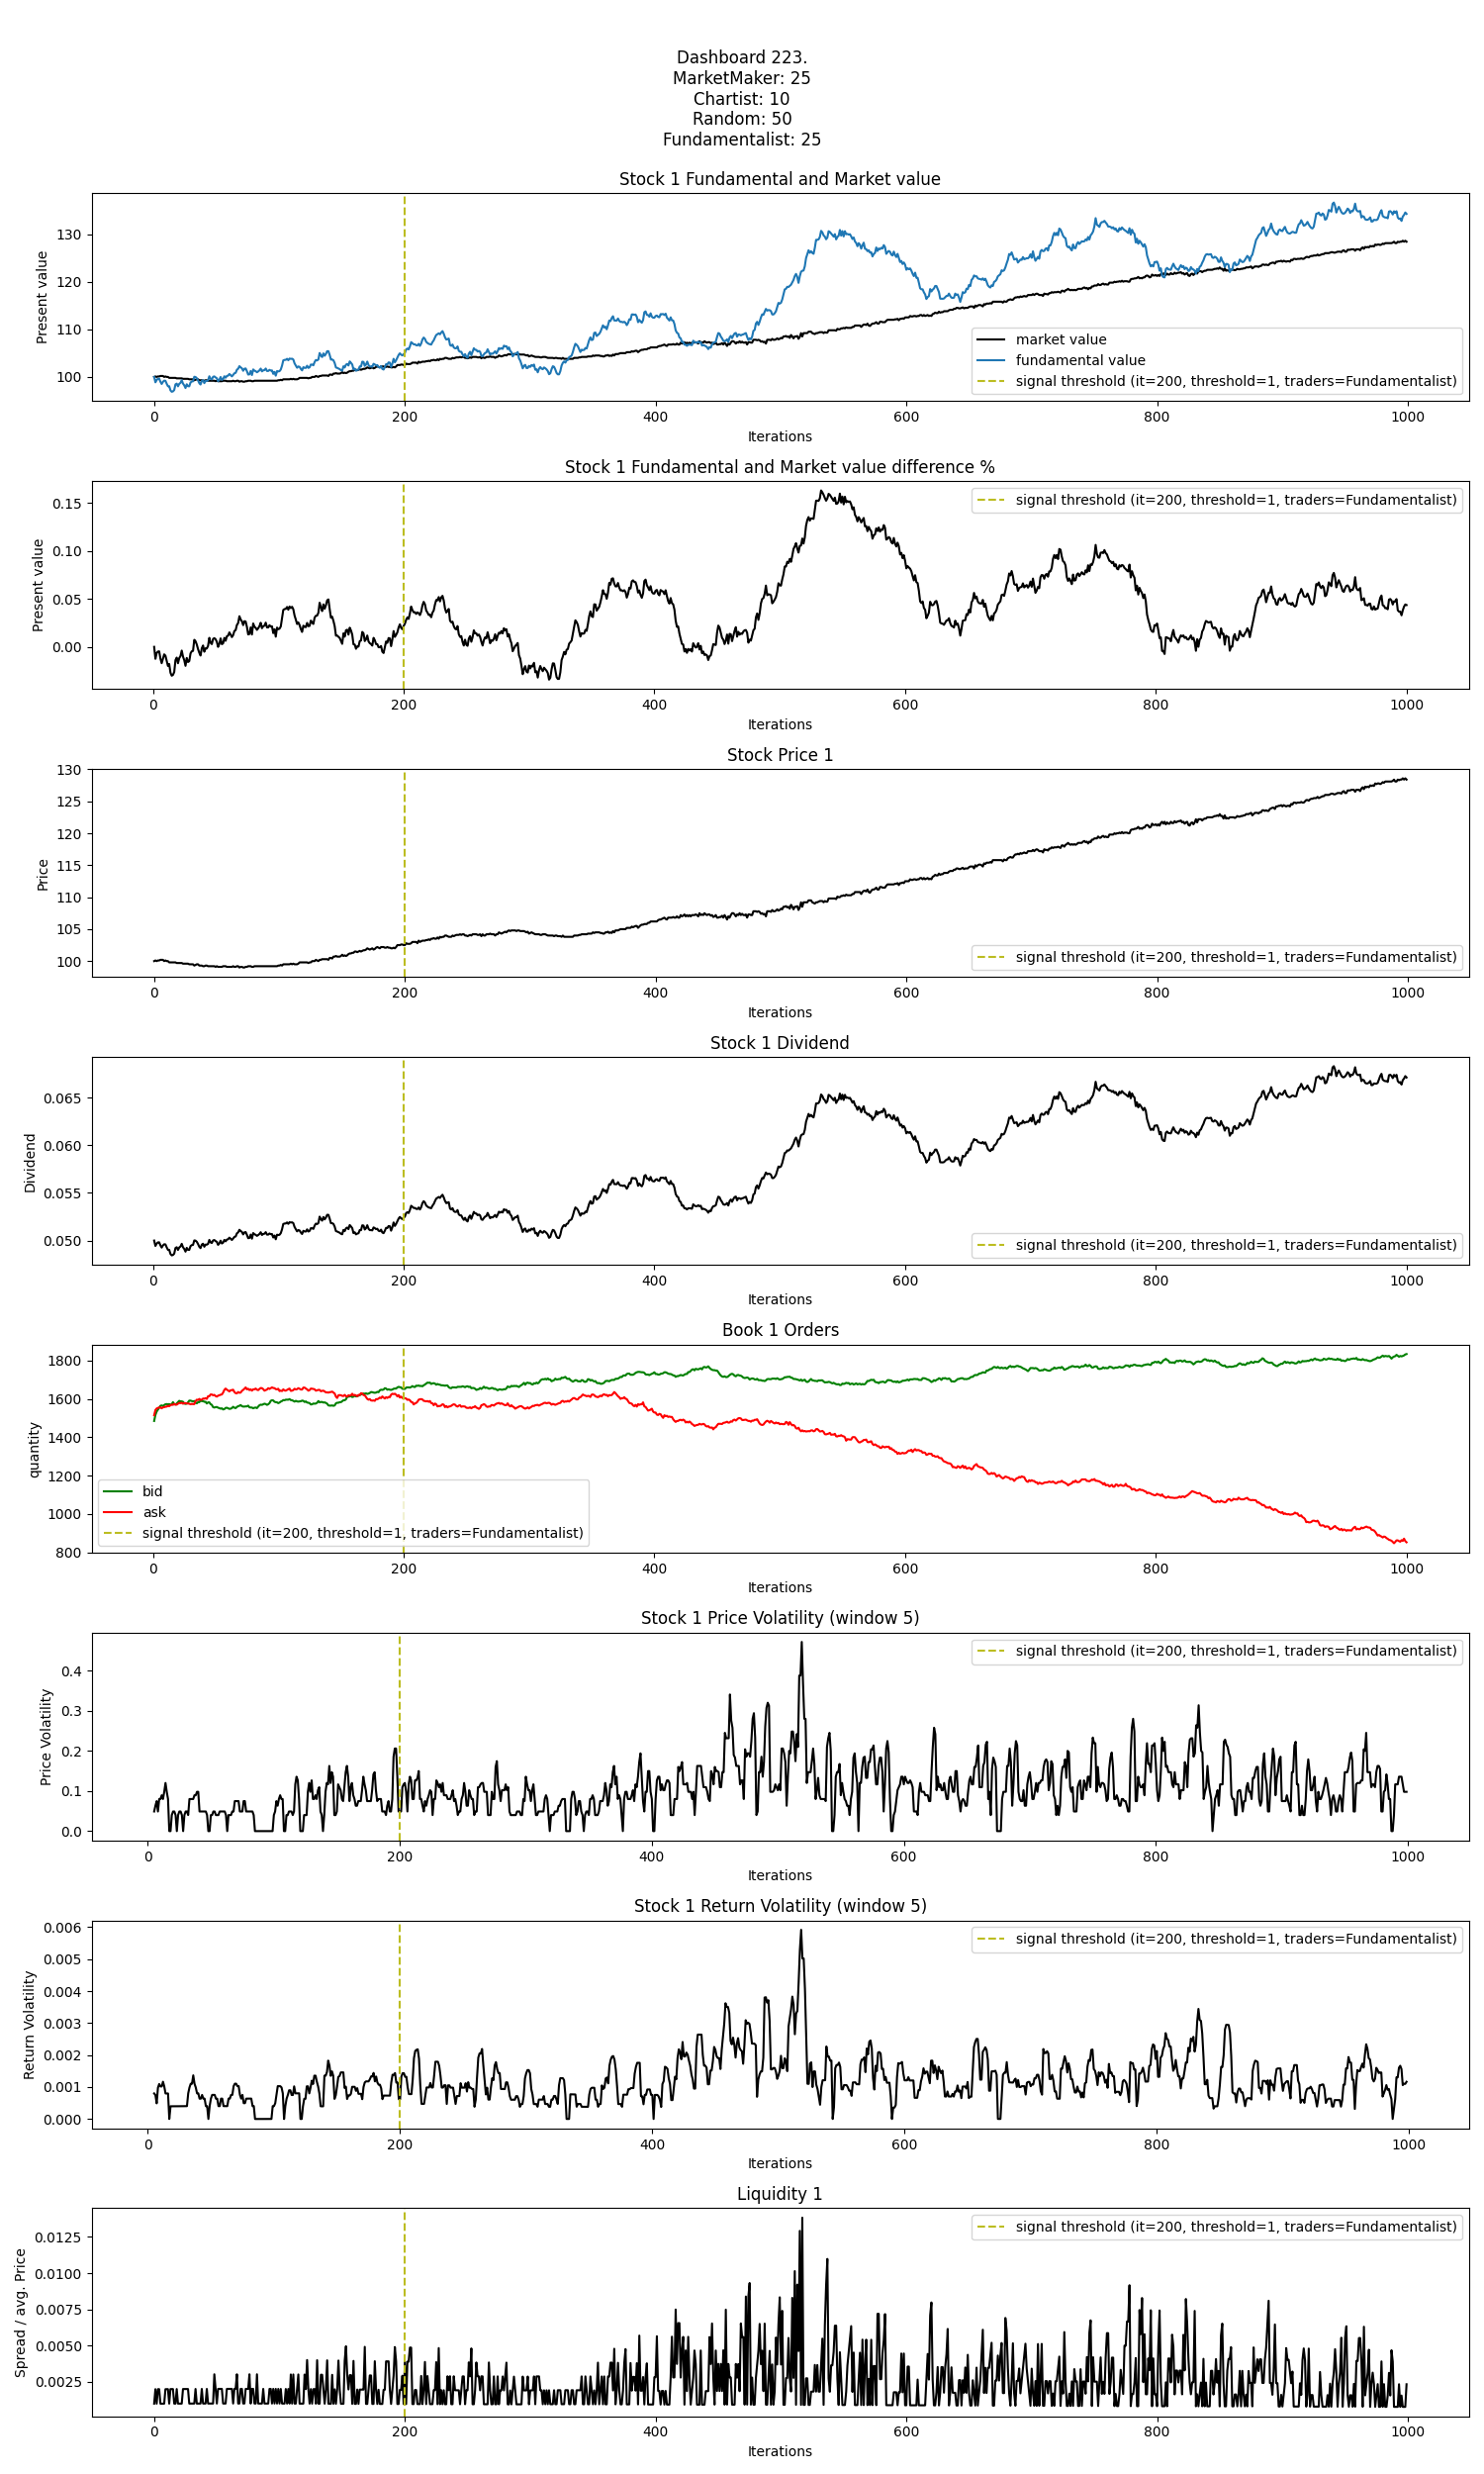 Dashboard 223.
MarketMaker: 25
Chartist: 10
Random: 50
Fundamentalist: 25
Stock 1 Fundamental and Market value
Present value
130
120
110
100
market value
fundamental value
signal threshold (it=200, threshold=1, traders=Fundamentalist)
0 200 400 600 800 1000
Iterations
Stock 1 Fundamental and Market value difference %
Present value
0.15
0.10
0.05
0.00
signal threshold (it=200, threshold=1, traders=Fundamentalist)
0 200 400 600 800 1000
Iterations
Stock Price 1
Price
130
125
120
115
110
105
100
signal threshold (it=200, threshold=1, traders=Fundamentalist)
0 200 400 600 800 1000
Iterations
Stock 1 Dividend
Dividend
0.065
0.060
0.055
0.050
signal threshold (it=200, threshold=1, traders=Fundamentalist)
0 200 400 600 800 1000
Iterations
Book 1 Orders
quantity
1800
1600
1400
1200
1000
800
bid
ask
signal threshold (it=200, threshold=1, traders=Fundamentalist)
0 200 400 600 800 1000
Iterations
Stock 1 Price Volatility (window 5)
Price Volatility
0.4
0.3
0.2
0.1
0.0
signal threshold (it=200, threshold=1, traders=Fundamentalist)
0 200 400 600 800 1000
Iterations
Stock 1 Return Volatility (window 5)
Return Volatility
0.006
0.005
0.004
0.003
0.002
0.001
0.000
signal threshold (it=200, threshold=1, traders=Fundamentalist)
0 200 400 600 800 1000
Iterations
Liquidity 1
Spread / avg. Price
0.0125
0.0100
0.0075
0.0050
0.0025
signal threshold (it=200, threshold=1, traders=Fundamentalist)
0 200 400 600 800 1000
Iterations